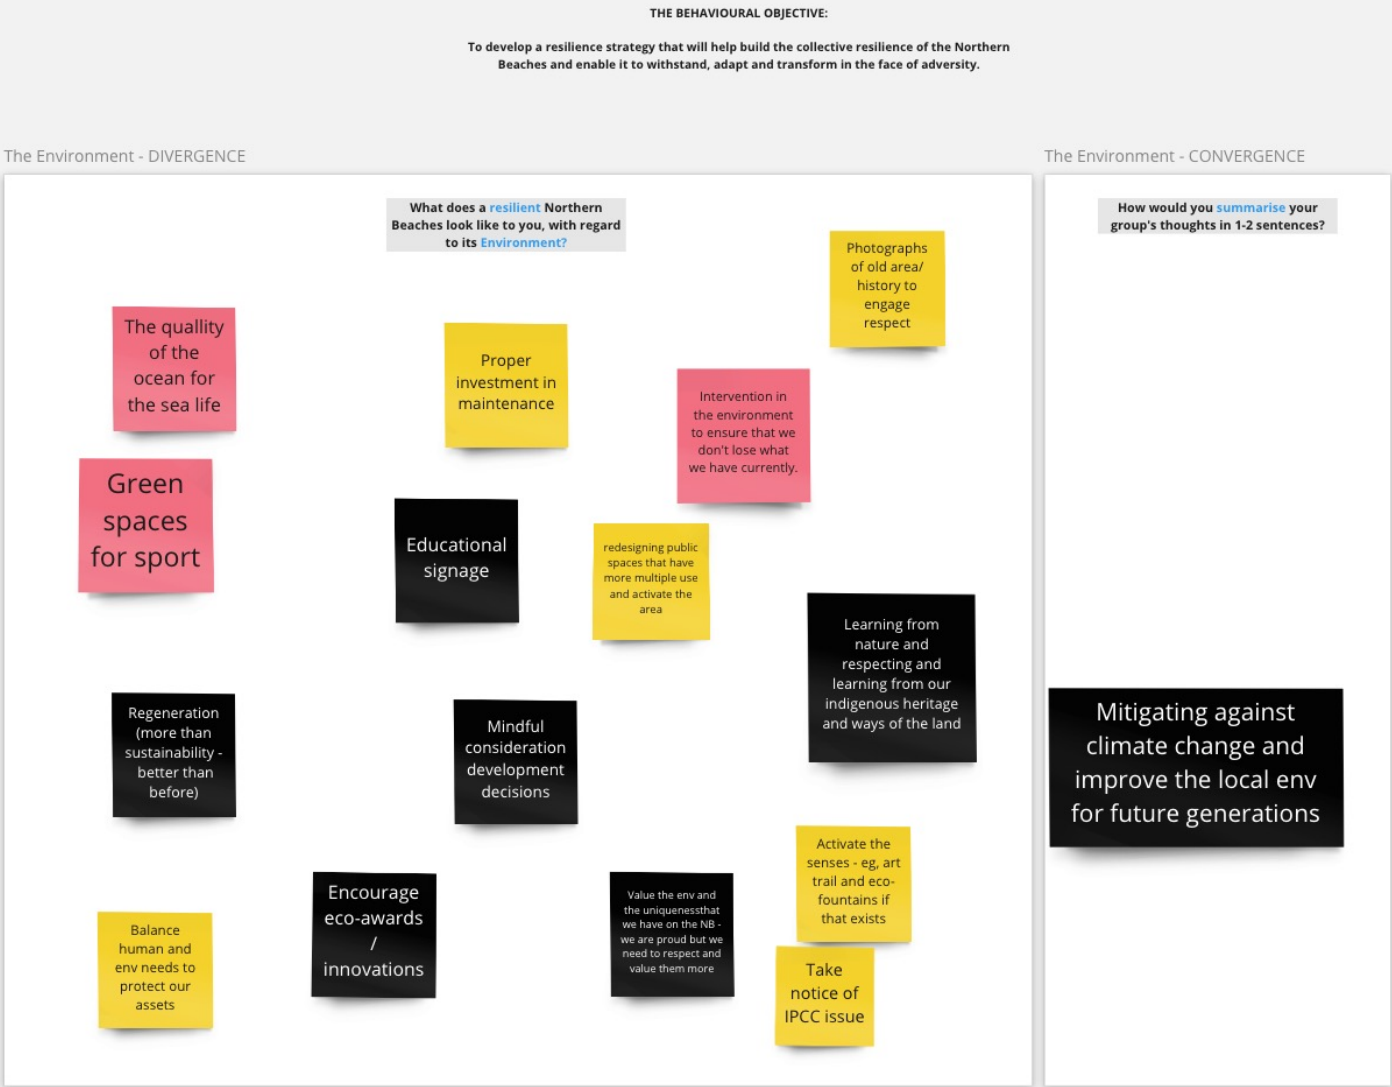 THE BEHAVIOURAL OBJECTIVE:
To develop a resilience strategy that will help build the collective resilience of the Northern
Beaches and enable it to withstand, adapt and transform in the face of adversity.
The Environment - DIVERGENCE
What does a resilient Northern
Beaches look like to you, with regard
to its Environment?
Photographs
of old area/
history to
engage
respect
The quallity
of the
ocean for
the sea life
Proper
investment in
maintenance
Intervention in
the environment
to ensure that we
don't lose what
we have currently.
Green
spaces
for sport
Educational
signage
redesigning public
spaces that have
more multiple use
and activate the
area
Learning from
nature and
respecting and
learning from our
indigenous heritage
and ways of the land
Regeneration
(more than
sustainability -
better than
before)
Mindful
consideration
development
decisions
Activate the
senses - eg, art
trail and eco-
fountains if
that exists
Encourage
eco-awards
/
innovations
Value the env and
the uniquenessthat
we have on the NB -
we are proud but we
need to respect and
value them more
Balance
human and
env needs to
protect our
assets
Take
notice of
IPCC issue
The Environment - CONVERGENCE
How would you summarise your
group's thoughts in 1-2 sentences?
Mitigating against
climate change and
improve the local env
for future generations